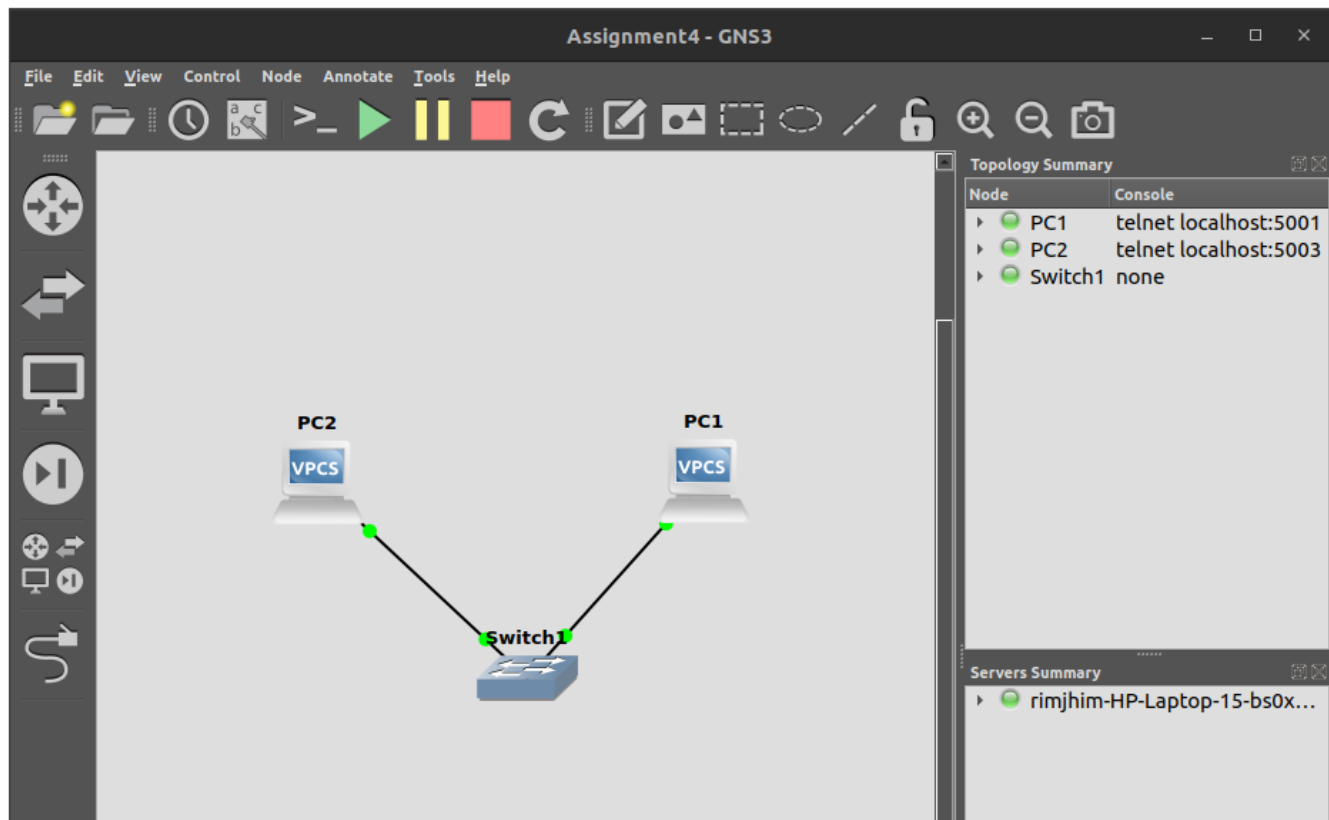 Assignment4 - GNS3
File Edit View Control Node Annotate Tools Help
a c
b
>_
Topology Summary
Node Console
PC1 telnet localhost:5001
PC2 telnet localhost:5003
Switch1 none
PC2
PC1
VPCS
VPCS
Switch1
Servers Summary
rimjhim-HP-Laptop-15-bs0x...